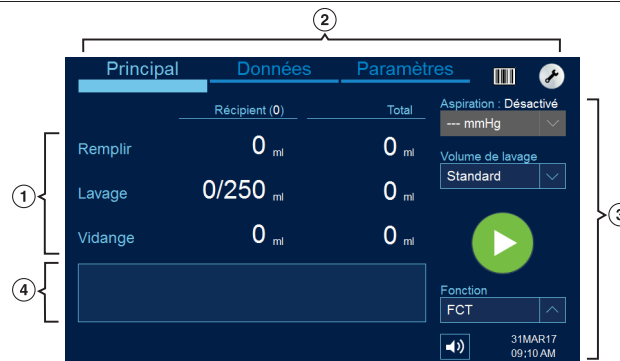 2
Principal Données Paramètres
Récipient (0) Total
Aspiration : Désactivé
--- mmHg
Remplir 0 ml 0 ml
Volume de lavage
Standard
1
Lavage 0/250 ml 0 ml
3
Vidange 0 ml 0 ml
4
Fonction
FCT
31MAR17
09:10 AM